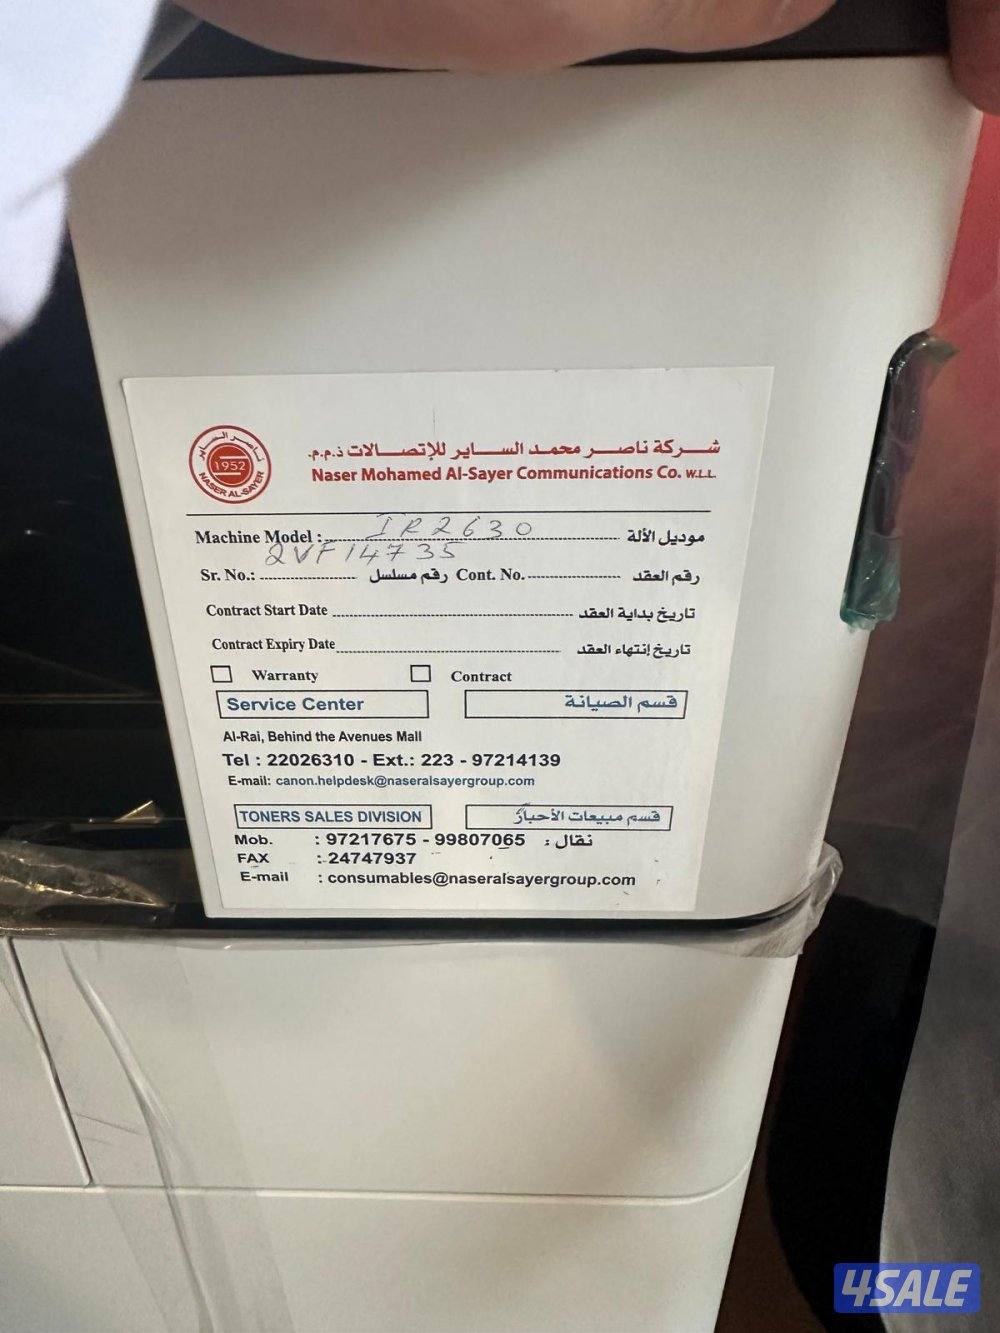 ناصر الساير
1952
NASER AL-SAYER
شركة ناصر محمد الساير للإتصالات ذ.م.م.
Naser Mohamed Al-Sayer Communications Co. W.L.L.
Machine Model : IR2630 موديل الألة
2VF14735
Sr. No.: رقم مسلسل Cont. No. رقم العقد
Contract Start Date تاريخ بداية العقد
Contract Expiry Date تاريخ إنتهاء العقد
Warranty Contract
Service Center قسم الصيانة
Al-Rai, Behind the Avenues Mall
Tel : 22026310 - Ext.: 223 - 97214139
E-mail: canon.helpdesk@naseralsayergroup.com
TONERS SALES DIVISION قسم مبيعات الأحبار
Mob. : 97217675 - 99807065 : نقال
FAX : 24747937
E-mail : consumables@naseralsayergroup.com
4SALE